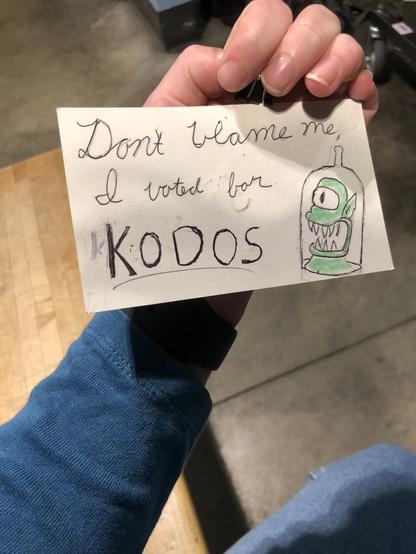 Don't blame me,
I voted for
KODOS